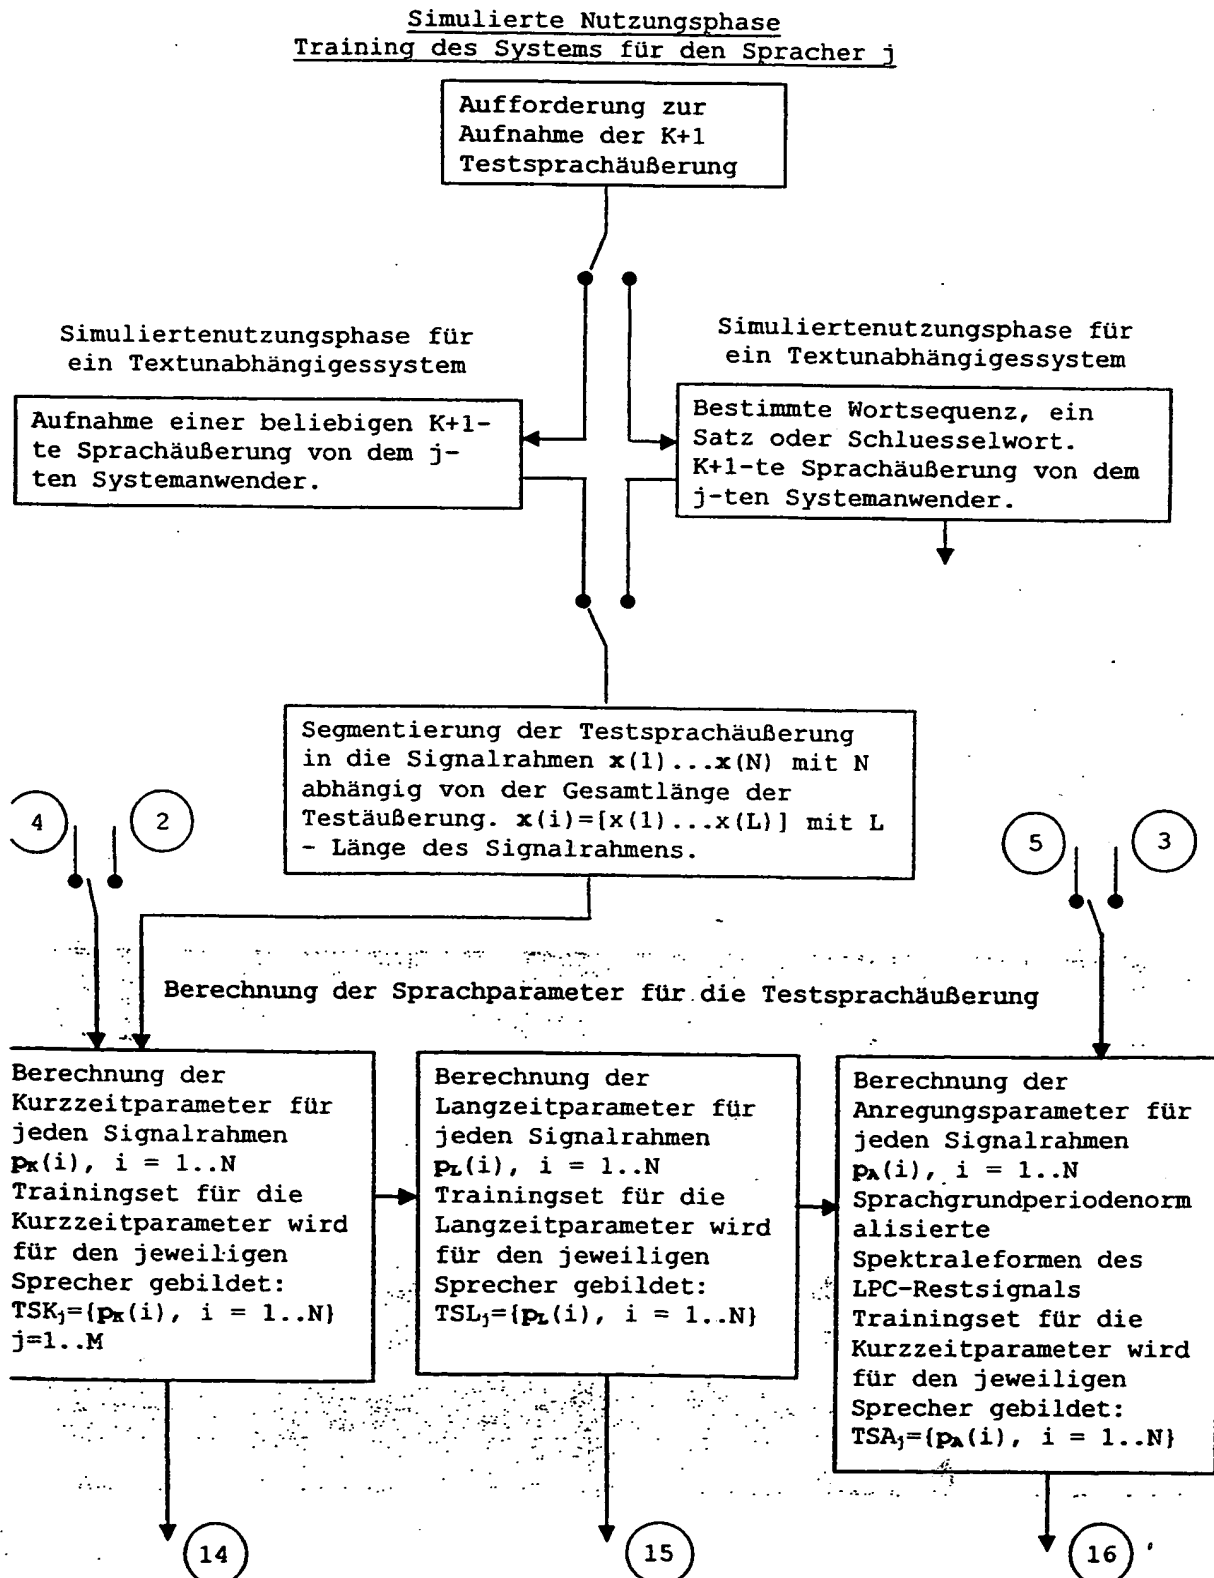 Simulierte Nutzungsphase
Training des Systems für den Spracher j
Aufforderung zur
Aufnahme der K+1
Testsprachäußerung
Simuliertenutzungsphase für
ein Textunabhängigessystem
Simuliertenutzungsphase für
ein Textunabhängigessystem
Aufnahme einer beliebigen K+1-
te Sprachäußerung von dem j-
ten Systemanwender.
Bestimmte Wortsequenz, ein
Satz oder Schluesselwort.
K+1-te Sprachäußerung von dem
j-ten Systemanwender.
Segmentierung der Testsprachäußerung
in die Signalrahmen x(1)...x(N) mit N
abhängig von der Gesamtlänge der
Testäußerung. x(i)=[x(1)...x(L)] mit L
- Länge des Signalrahmens.
4
2
5
3
Berechnung der Sprachparameter für die Testsprachäußerung
Berechnung der
Kurzzeitparameter für
jeden Signalrahmen
pK(i), i = 1..N
Trainingset für die
Kurzzeitparameter wird
für den jeweiligen
Sprecher gebildet:
TSKj={pK(i), i = 1..N}
j=1..M
Berechnung der
Langzeitparameter für
jeden Signalrahmen
pL(i), i = 1..N
Trainingset für die
Langzeitparameter wird
für den jeweiligen
Sprecher gebildet:
TSLj={pL(i), i = 1..N}
Berechnung der
Anregungsparameter für
jeden Signalrahmen
pA(i), i = 1..N
Sprachgrundperiodenorm
alisierte
Spektraleformen des
LPC-Restsignals
Trainingset für die
Kurzzeitparameter wird
für den jeweiligen
Sprecher gebildet:
TSAj={pA(i), i = 1..N}
14
15
16